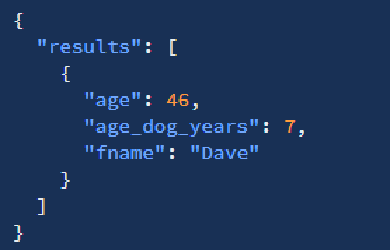 {
  "results": [
    {
      "age": 46,
      "age_dog_years": 7,
      "fname": "Dave"
    }
  ]
}